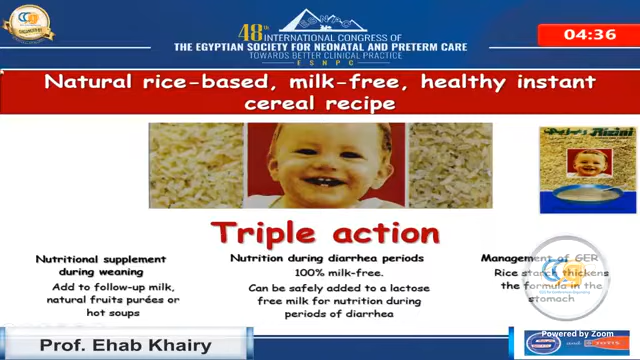 48th
INTERNATIONAL CONGRESS OF
THE EGYPTIAN SOCIETY FOR NEONATAL AND PRETERM CARE
TOWARDS BETTER CLINICAL PRACTICE
ESNPC
04:36
Natural rice-based, milk-free, healthy instant
cereal recipe
Rizini
Triple action
Nutritional supplement
during weaning
Add to follow-up milk,
natural fruits purées or
hot soups
Nutrition during diarrhea periods
100% milk-free.
Can be safely added to a lactose
free milk for nutrition during
periods of diarrhea
Management of GER
Rice starch thickens
the formula in the
stomach
Prof. Ehab Khairy
Powered by Zoom
and